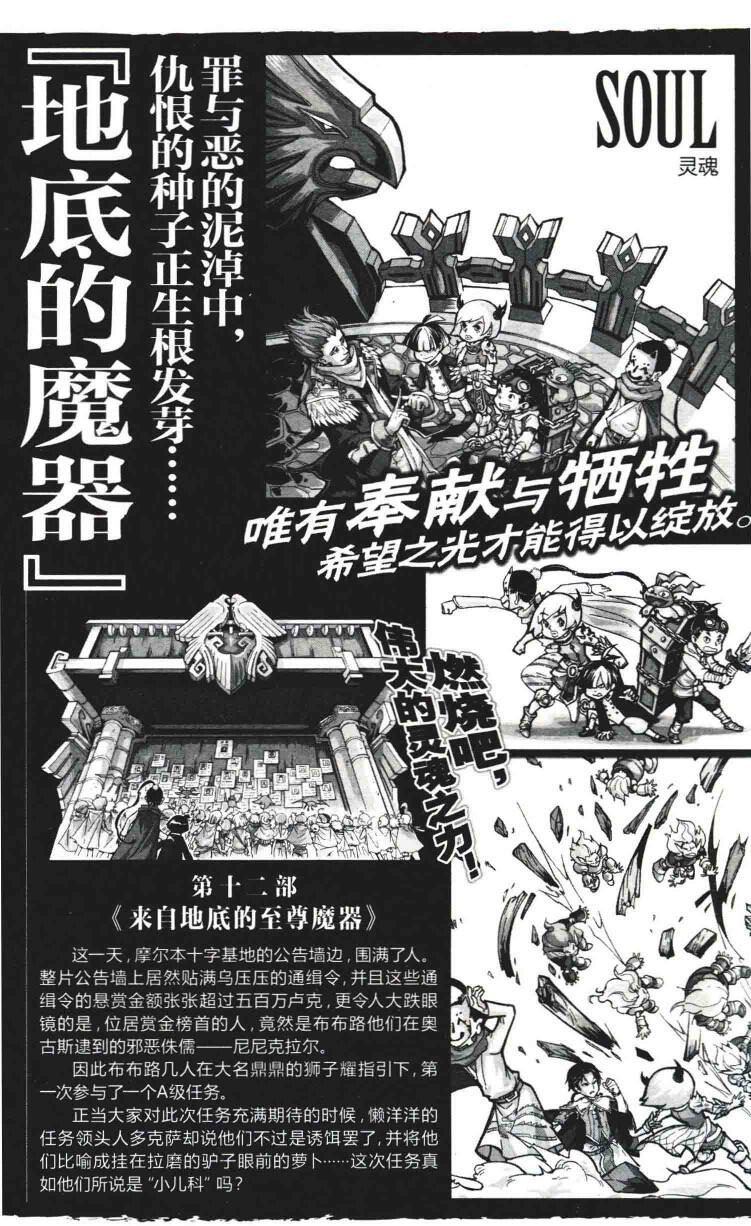 『地底的魔器』
罪与恶的泥淖中，
仇恨的种子正生根发芽……
SOUL
灵魂
唯有奉献与牺牲
希望之光才能得以绽放。
燃烧吧，
伟大的灵魂之力！
第十二部
《来自地底的至尊魔器》
这一天，摩尔本十字基地的公告墙边，围满了人。
整片公告墙上居然贴满乌压压的通缉令，并且这些通
缉令的悬赏金额张张超过五百万卢克，更令人大跌眼
镜的是，位居赏金榜首的人，竟然是布布路他们在奥
古斯逮到的邪恶侏儒——尼尼克拉尔。
因此布布路几人在大名鼎鼎的狮子耀指引下，第
一次参与了一个A级任务。
正当大家对此次任务充满期待的时候，懒洋洋的
任务领头人多克萨却说他们不过是诱饵罢了，并将他
们比喻成挂在拉磨的驴子眼前的萝卜……这次任务真
如他们所说是“小儿科”吗？